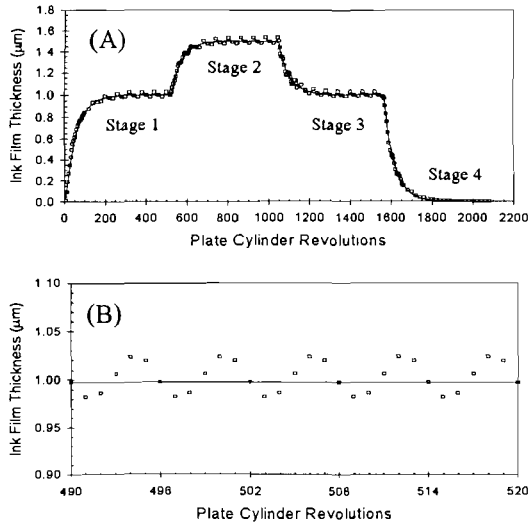 (A)
Ink Film Thickness (µm)
1.8
1.6
1.4
1.2
1.0
0.8
0.6
0.4
0.2
0.0
Stage 1
Stage 2
Stage 3
Stage 4
0 200 400 600 800 1000 1200 1400 1600 1800 2000 2200
Plate Cylinder Revolutions
(B)
Ink Film Thickness (µm)
1.10
1.05
1.00
0.95
0.90
490 496 502 508 514 520
Plate Cylinder Revolutions